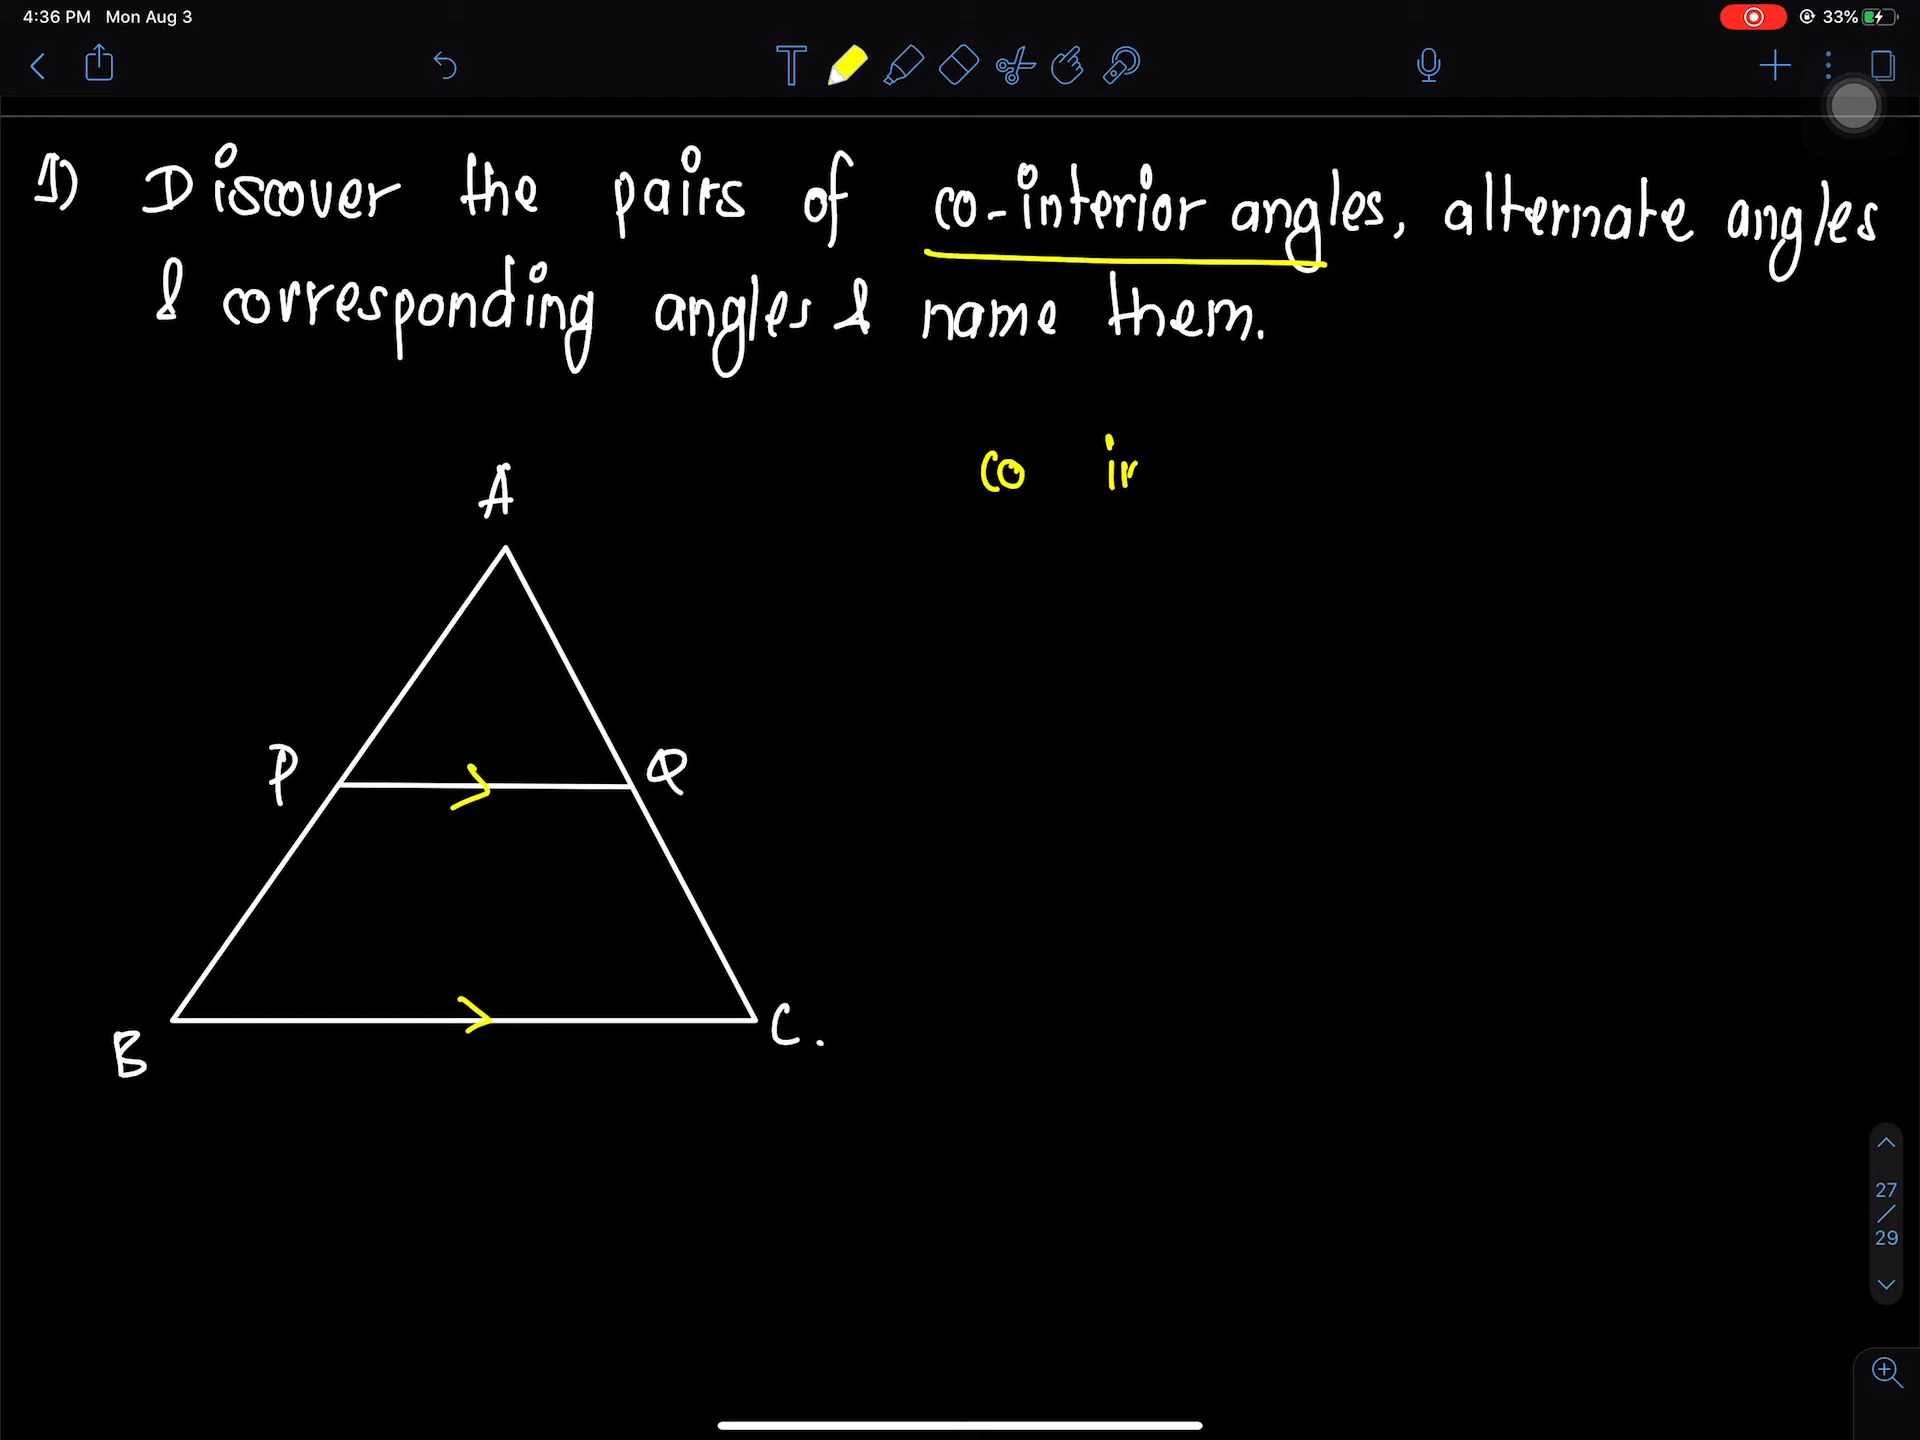 4:36 PM Mon Aug 3
33%
1) Discover the pairs of co-interior angles, alternate angles
& corresponding angles & name them.
co in
A
P
Q
B
C.
27
/
29